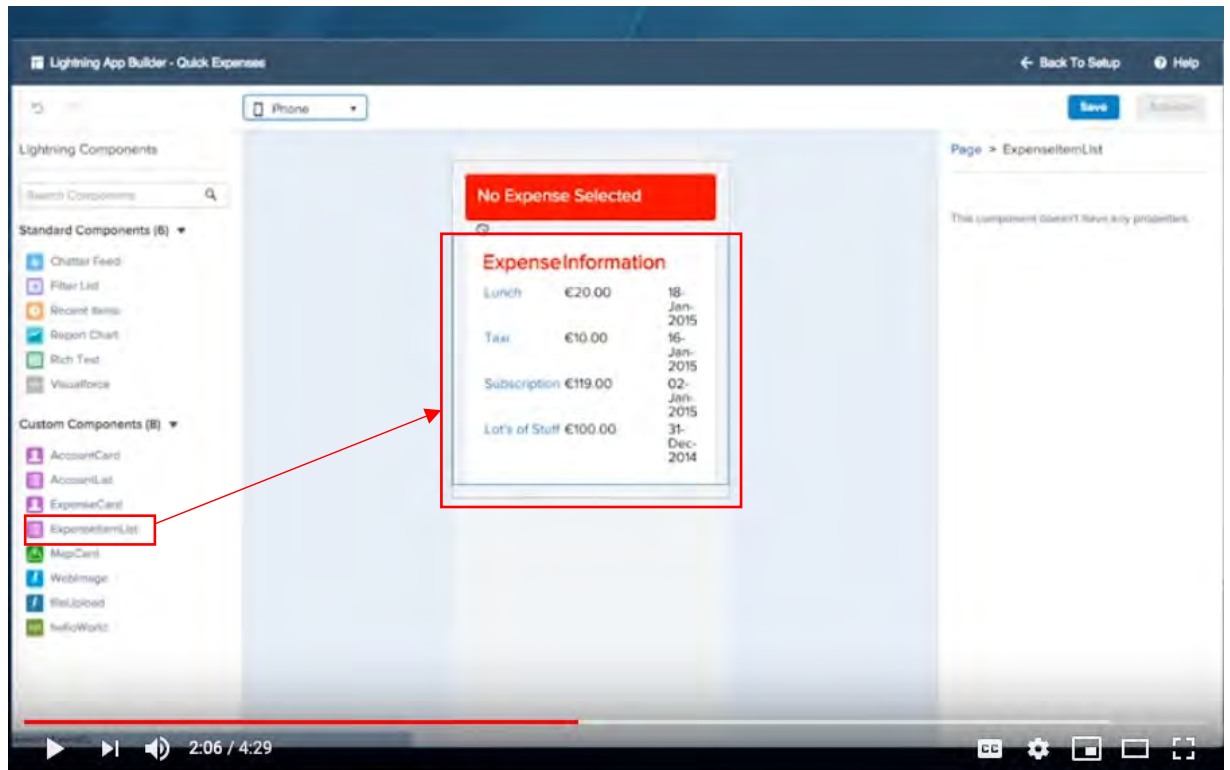 Lightning App Builder - Quick Expenses
Back To Setup
Help
Phone
Save
Lightning Components
Search Components
Standard Components (6)
Chatter Feed
Filter List
Recent Items
Report Chart
Rich Text
Visualforce
Custom Components (8)
AccountCard
AccountList
ExpenseCard
ExpenseItemList
MapCard
WebImage
fileUpload
helloWorld
No Expense Selected
ExpenseInformation
Lunch €20.00 18-
Jan-
2015
Taxi €10.00 16-
Jan-
2015
Subscription €119.00 02-
Jan-
2015
Lot's of Stuff €100.00 31-
Dec-
2014
Page > ExpenseItemList
This component doesn't have any properties.
2:06 / 4:29
CC